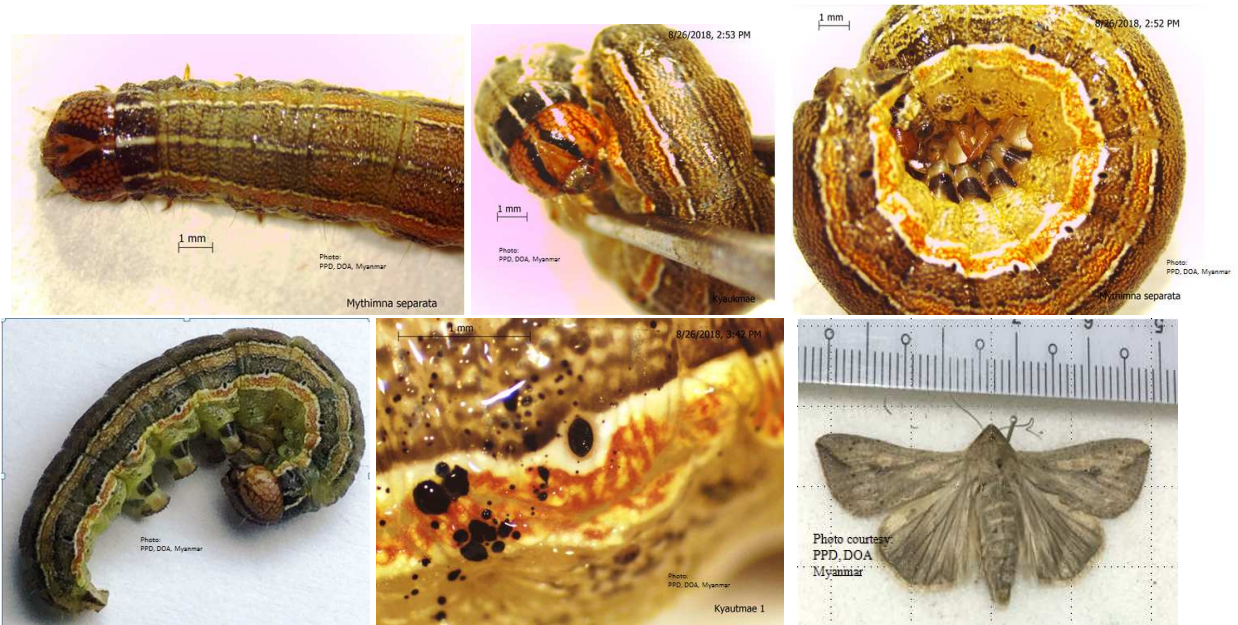 1 mm
Photo:
PPD, DOA, Myanmar
Mythimna separata
8/26/2018, 2:53 PM
1 mm
Photo:
PPD, DOA, Myanmar
Kyaukmae
1 mm
8/26/2018, 2:52 PM
Photo:
PPD, DOA, Myanmar
Mythimna separata
Photo:
PPD, DOA, Myanmar
1 mm
8/26/2018, 3:42 PM
Photo:
PPD, DOA, Myanmar
Kyautmae 1
Photo courtesy:
PPD, DOA
Myanmar